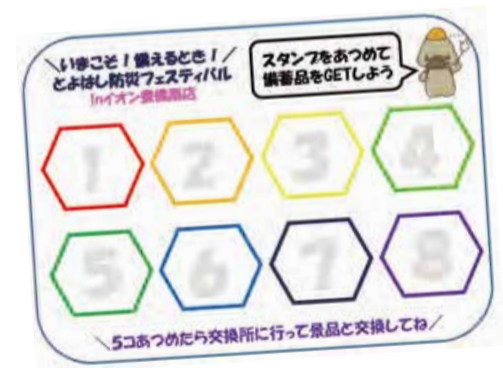 ＼いまこそ！備えるとき！／
とよはし防災フェスティバル
inイオン豊橋南店
スタンプをあつめて
備蓄品をGETしよう
1
2
3
4
5
6
7
8
＼5コあつめたら交換所に行って景品と交換してね／